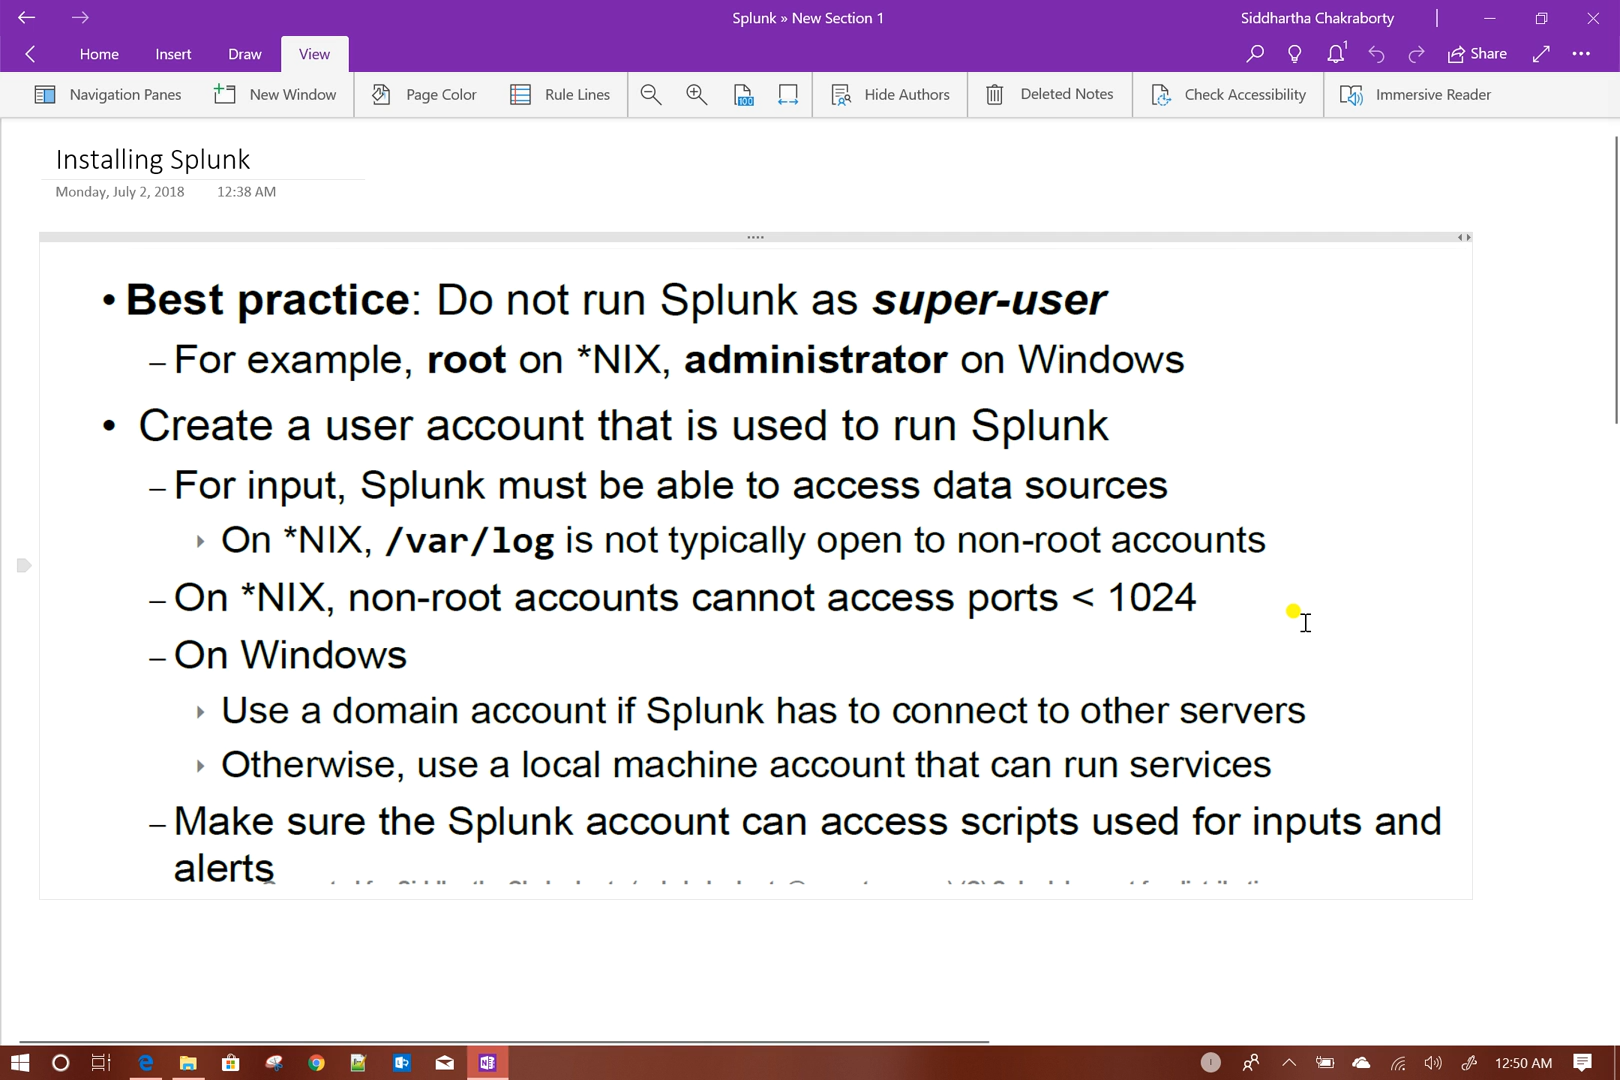 Splunk » New Section 1
Siddhartha Chakraborty
Home Insert Draw View
1
Share
Navigation Panes New Window Page Color Rule Lines 100 Hide Authors Deleted Notes Check Accessibility Immersive Reader
Installing Splunk
Monday, July 2, 2018 12:38 AM
• Best practice: Do not run Splunk as super-user
– For example, root on *NIX, administrator on Windows
• Create a user account that is used to run Splunk
– For input, Splunk must be able to access data sources
On *NIX, /var/log is not typically open to non-root accounts
– On *NIX, non-root accounts cannot access ports < 1024
– On Windows
Use a domain account if Splunk has to connect to other servers
Otherwise, use a local machine account that can run services
– Make sure the Splunk account can access scripts used for inputs and
alerts
12:50 AM